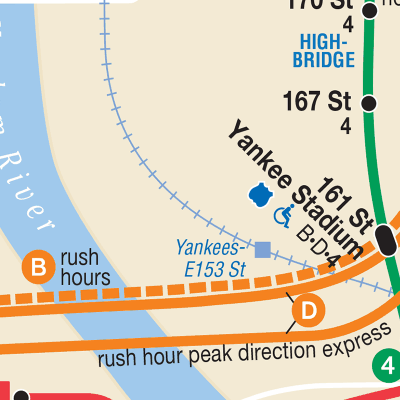 170 St
4
HIGH-
BRIDGE
167 St
4
161 St
Yankee Stadium
B•D•4
Yankees-
E153 St
River
B
rush
hours
D
rush hour peak direction express
4